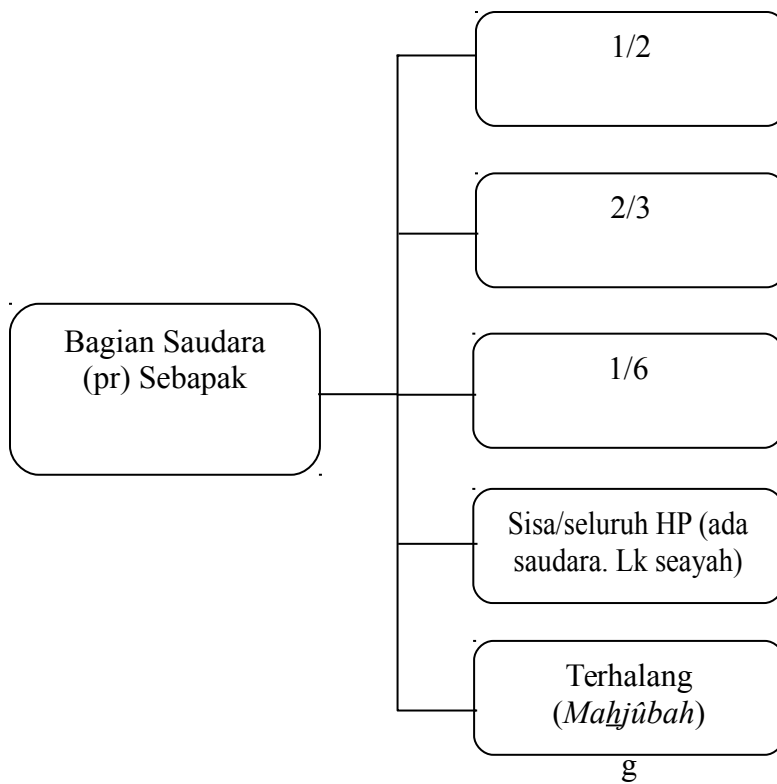 Bagian Saudara
(pr) Sebapak
1/2
2/3
1/6
Sisa/seluruh HP (ada
saudara. Lk seayah)
Terhalang
(Mahjûbah)
g